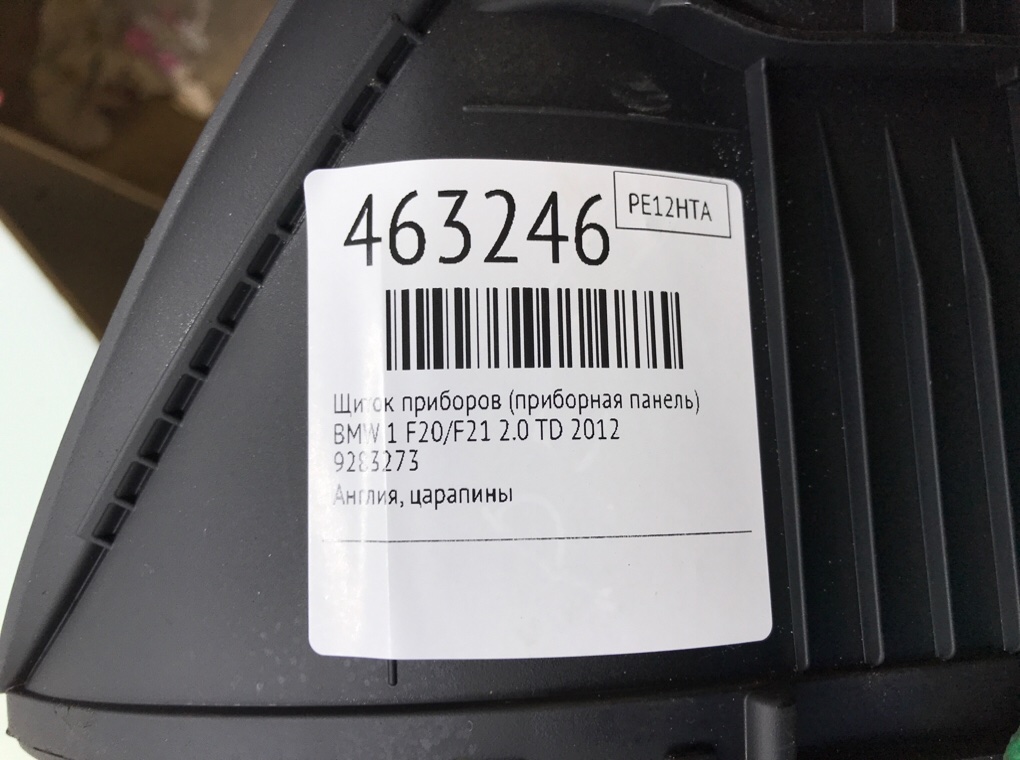 463246
PE12HTA
Щиток приборов (приборная панель)
BMW 1 F20/F21 2.0 TD 2012
9283273
Англия, царапины